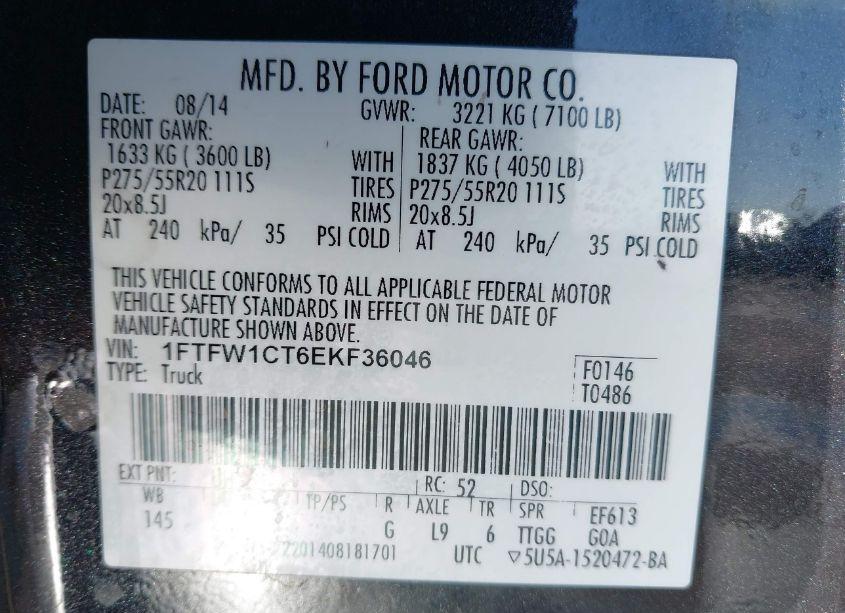 MFD. BY FORD MOTOR CO.
DATE: 08/14 GVWR: 3221 KG ( 7100 LB)
FRONT GAWR: REAR GAWR:
1633 KG ( 3600 LB) WITH 1837 KG ( 4050 LB) WITH
P275/55R20 111S TIRES P275/55R20 111S TIRES
20x8.5J RIMS 20x8.5J RIMS
AT 240 kPa/ 35 PSI COLD AT 240 kPa/ 35 PSI COLD
THIS VEHICLE CONFORMS TO ALL APPLICABLE FEDERAL MOTOR
VEHICLE SAFETY STANDARDS IN EFFECT ON THE DATE OF
MANUFACTURE SHOWN ABOVE.
VIN: 1FTFW1CT6EKF36046 F0146
TYPE: Truck T0486
EXT PNT: RC: 52 DSO:
WB TP/PS R AXLE TR SPR EF613
145 G L9 6 TTGG GOA
201408181701 UTC ▽5U5A-1520472-BA